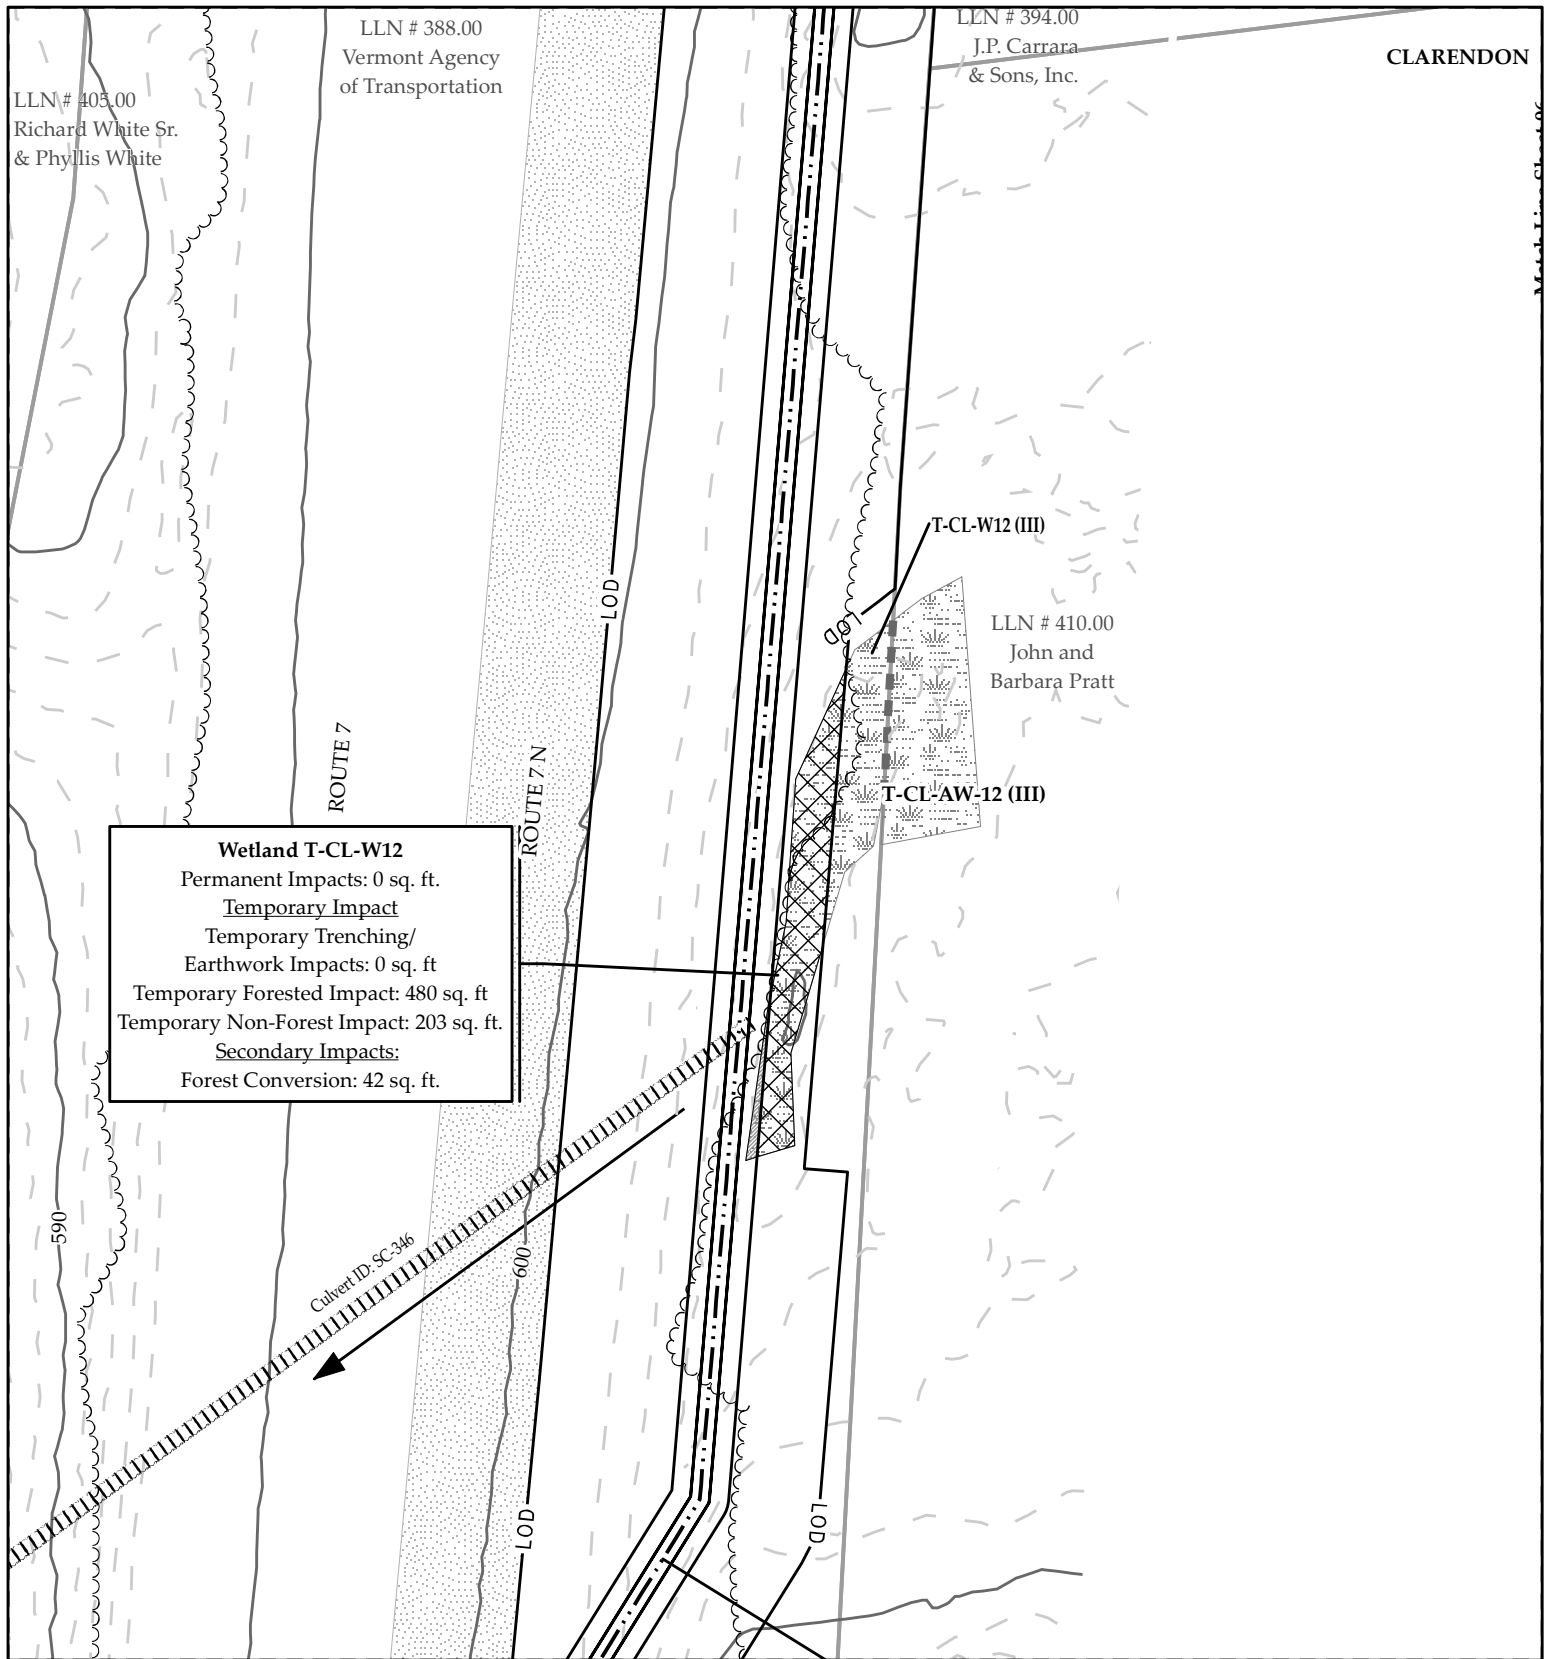 LLN # 388.00
Vermont Agency
of Transportation
LLN # 394.00
J.P. Carrara
& Sons, Inc.
CLARENDON
LLN # 405.00
Richard White Sr.
& Phyllis White
LOD
T-CL-W12 (III)
LOD
LLN # 410.00
John and
Barbara Pratt
ROUTE 7
ROUTE 7 N
T-CL-AW-12 (III)
Wetland T-CL-W12
Permanent Impacts: 0 sq. ft.
Temporary Impact
Temporary Trenching/
Earthwork Impacts: 0 sq. ft
Temporary Forested Impact: 480 sq. ft
Temporary Non-Forest Impact: 203 sq. ft.
Secondary Impacts:
Forest Conversion: 42 sq. ft.
590
Culvert ID: SC-346
600
LOD
LOD